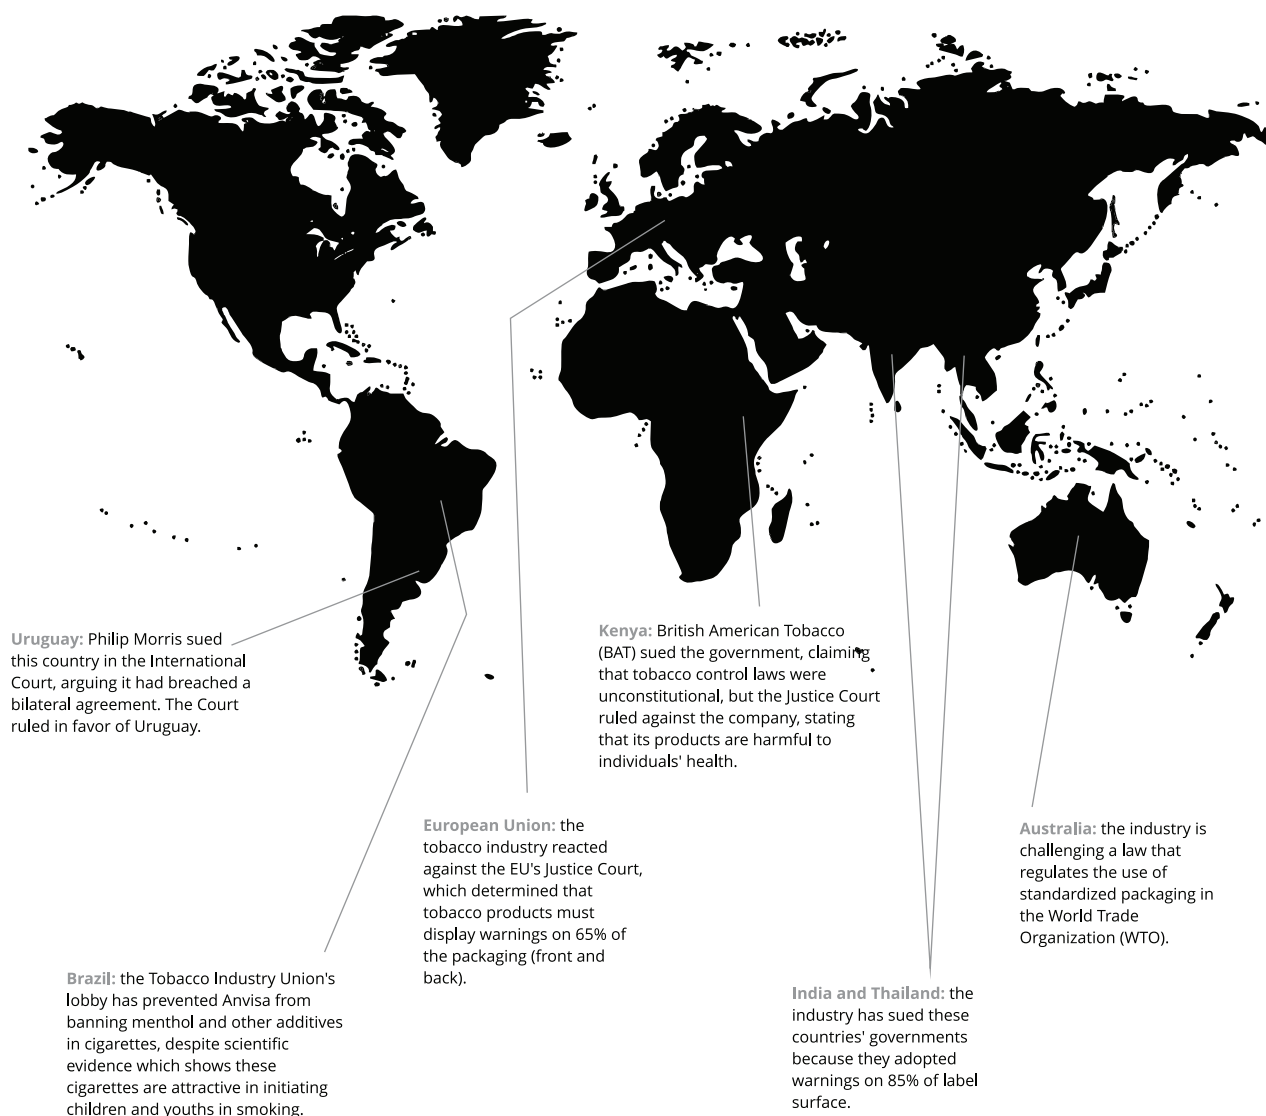 Uruguay: Philip Morris sued
this country in the International
Court, arguing it had breached a
bilateral agreement. The Court
ruled in favor of Uruguay.
Kenya: British American Tobacco
(BAT) sued the government, claiming
that tobacco control laws were
unconstitutional, but the Justice Court
ruled against the company, stating
that its products are harmful to
individuals' health.
European Union: the
tobacco industry reacted
against the EU's Justice Court,
which determined that
tobacco products must
display warnings on 65% of
the packaging (front and
back).
Australia: the industry is
challenging a law that
regulates the use of
standardized packaging in
the World Trade
Organization (WTO).
Brazil: the Tobacco Industry Union's
lobby has prevented Anvisa from
banning menthol and other additives
in cigarettes, despite scientific
evidence which shows these
cigarettes are attractive in initiating
children and youths in smoking.
India and Thailand: the
industry has sued these
countries' governments
because they adopted
warnings on 85% of label
surface.